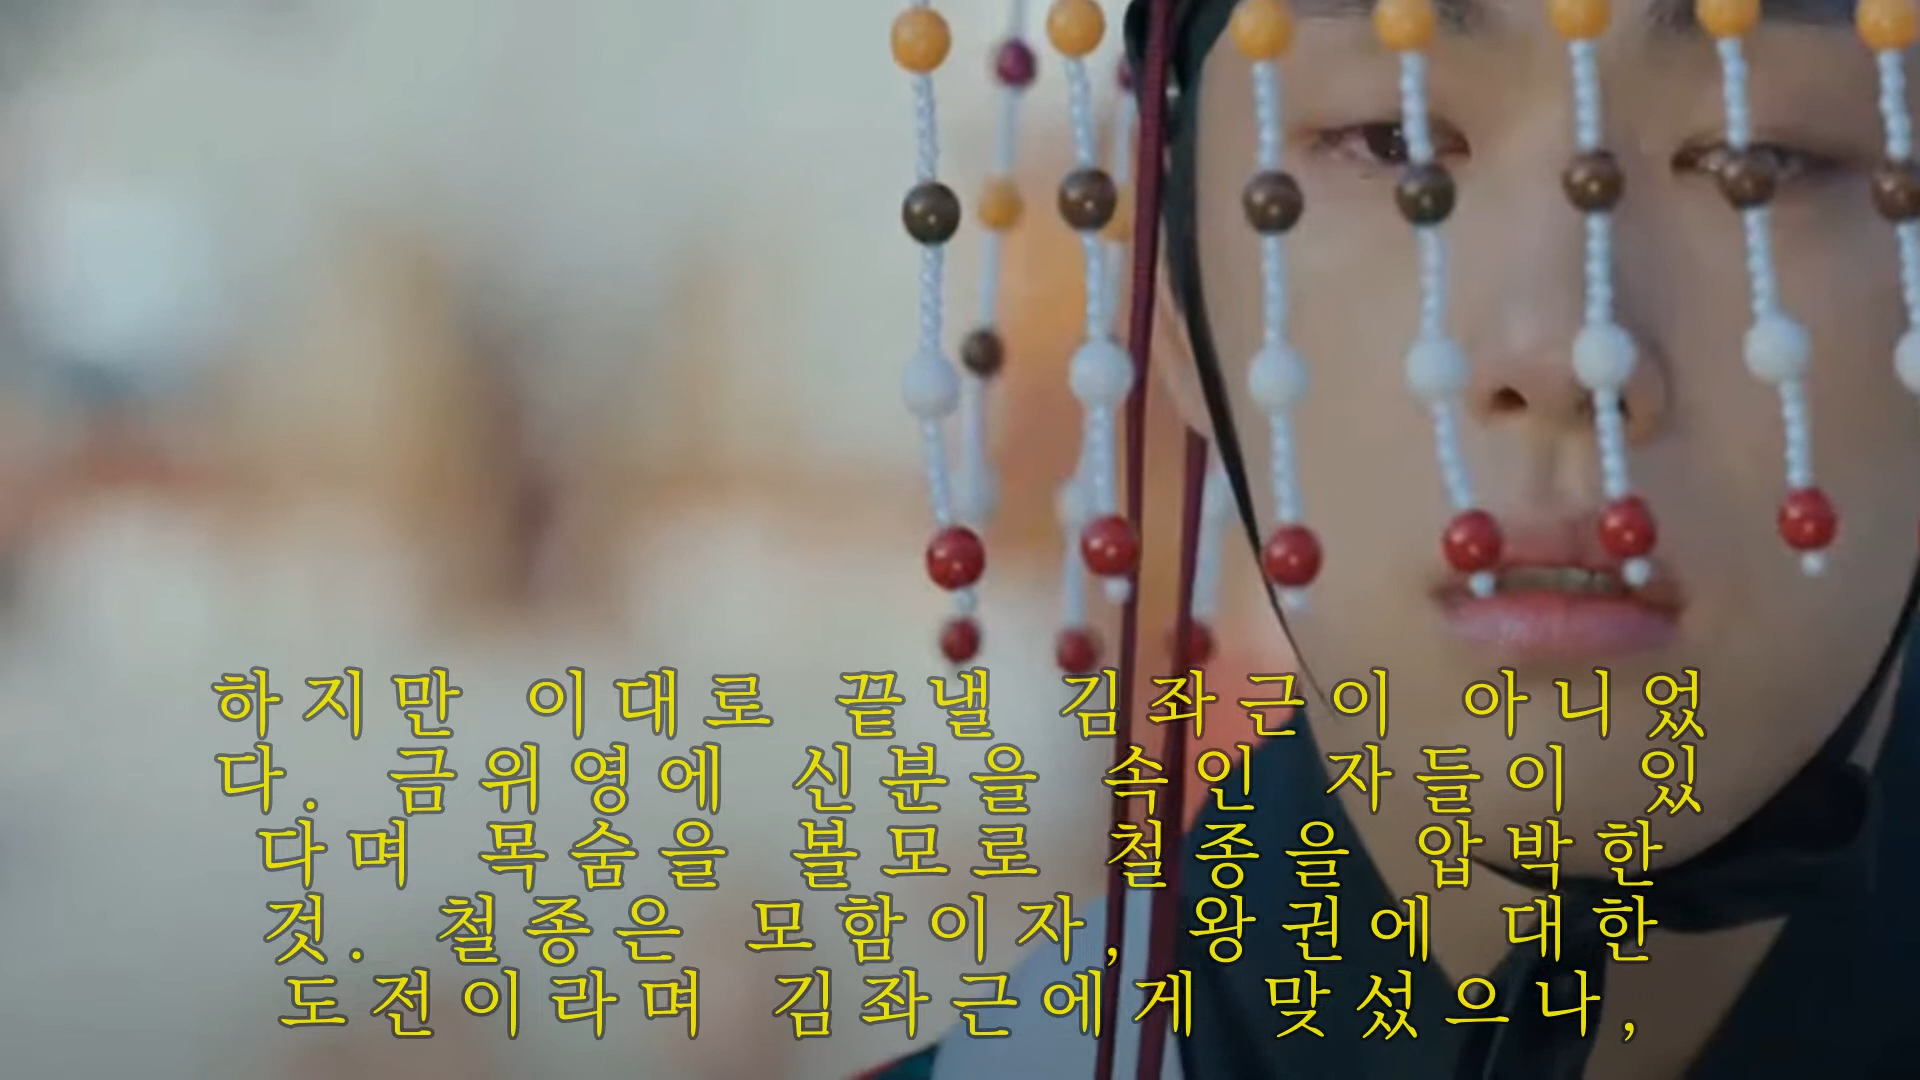 하지만 이대로 끝낼 김좌근이 아니었
다. 금위영에 신분을 속인 자들이 있
다며 목숨을 볼모로 철종을 압박한
것. 철종은 모함이자, 왕권에 대한
도전이라며 김좌근에게 맞섰으나,